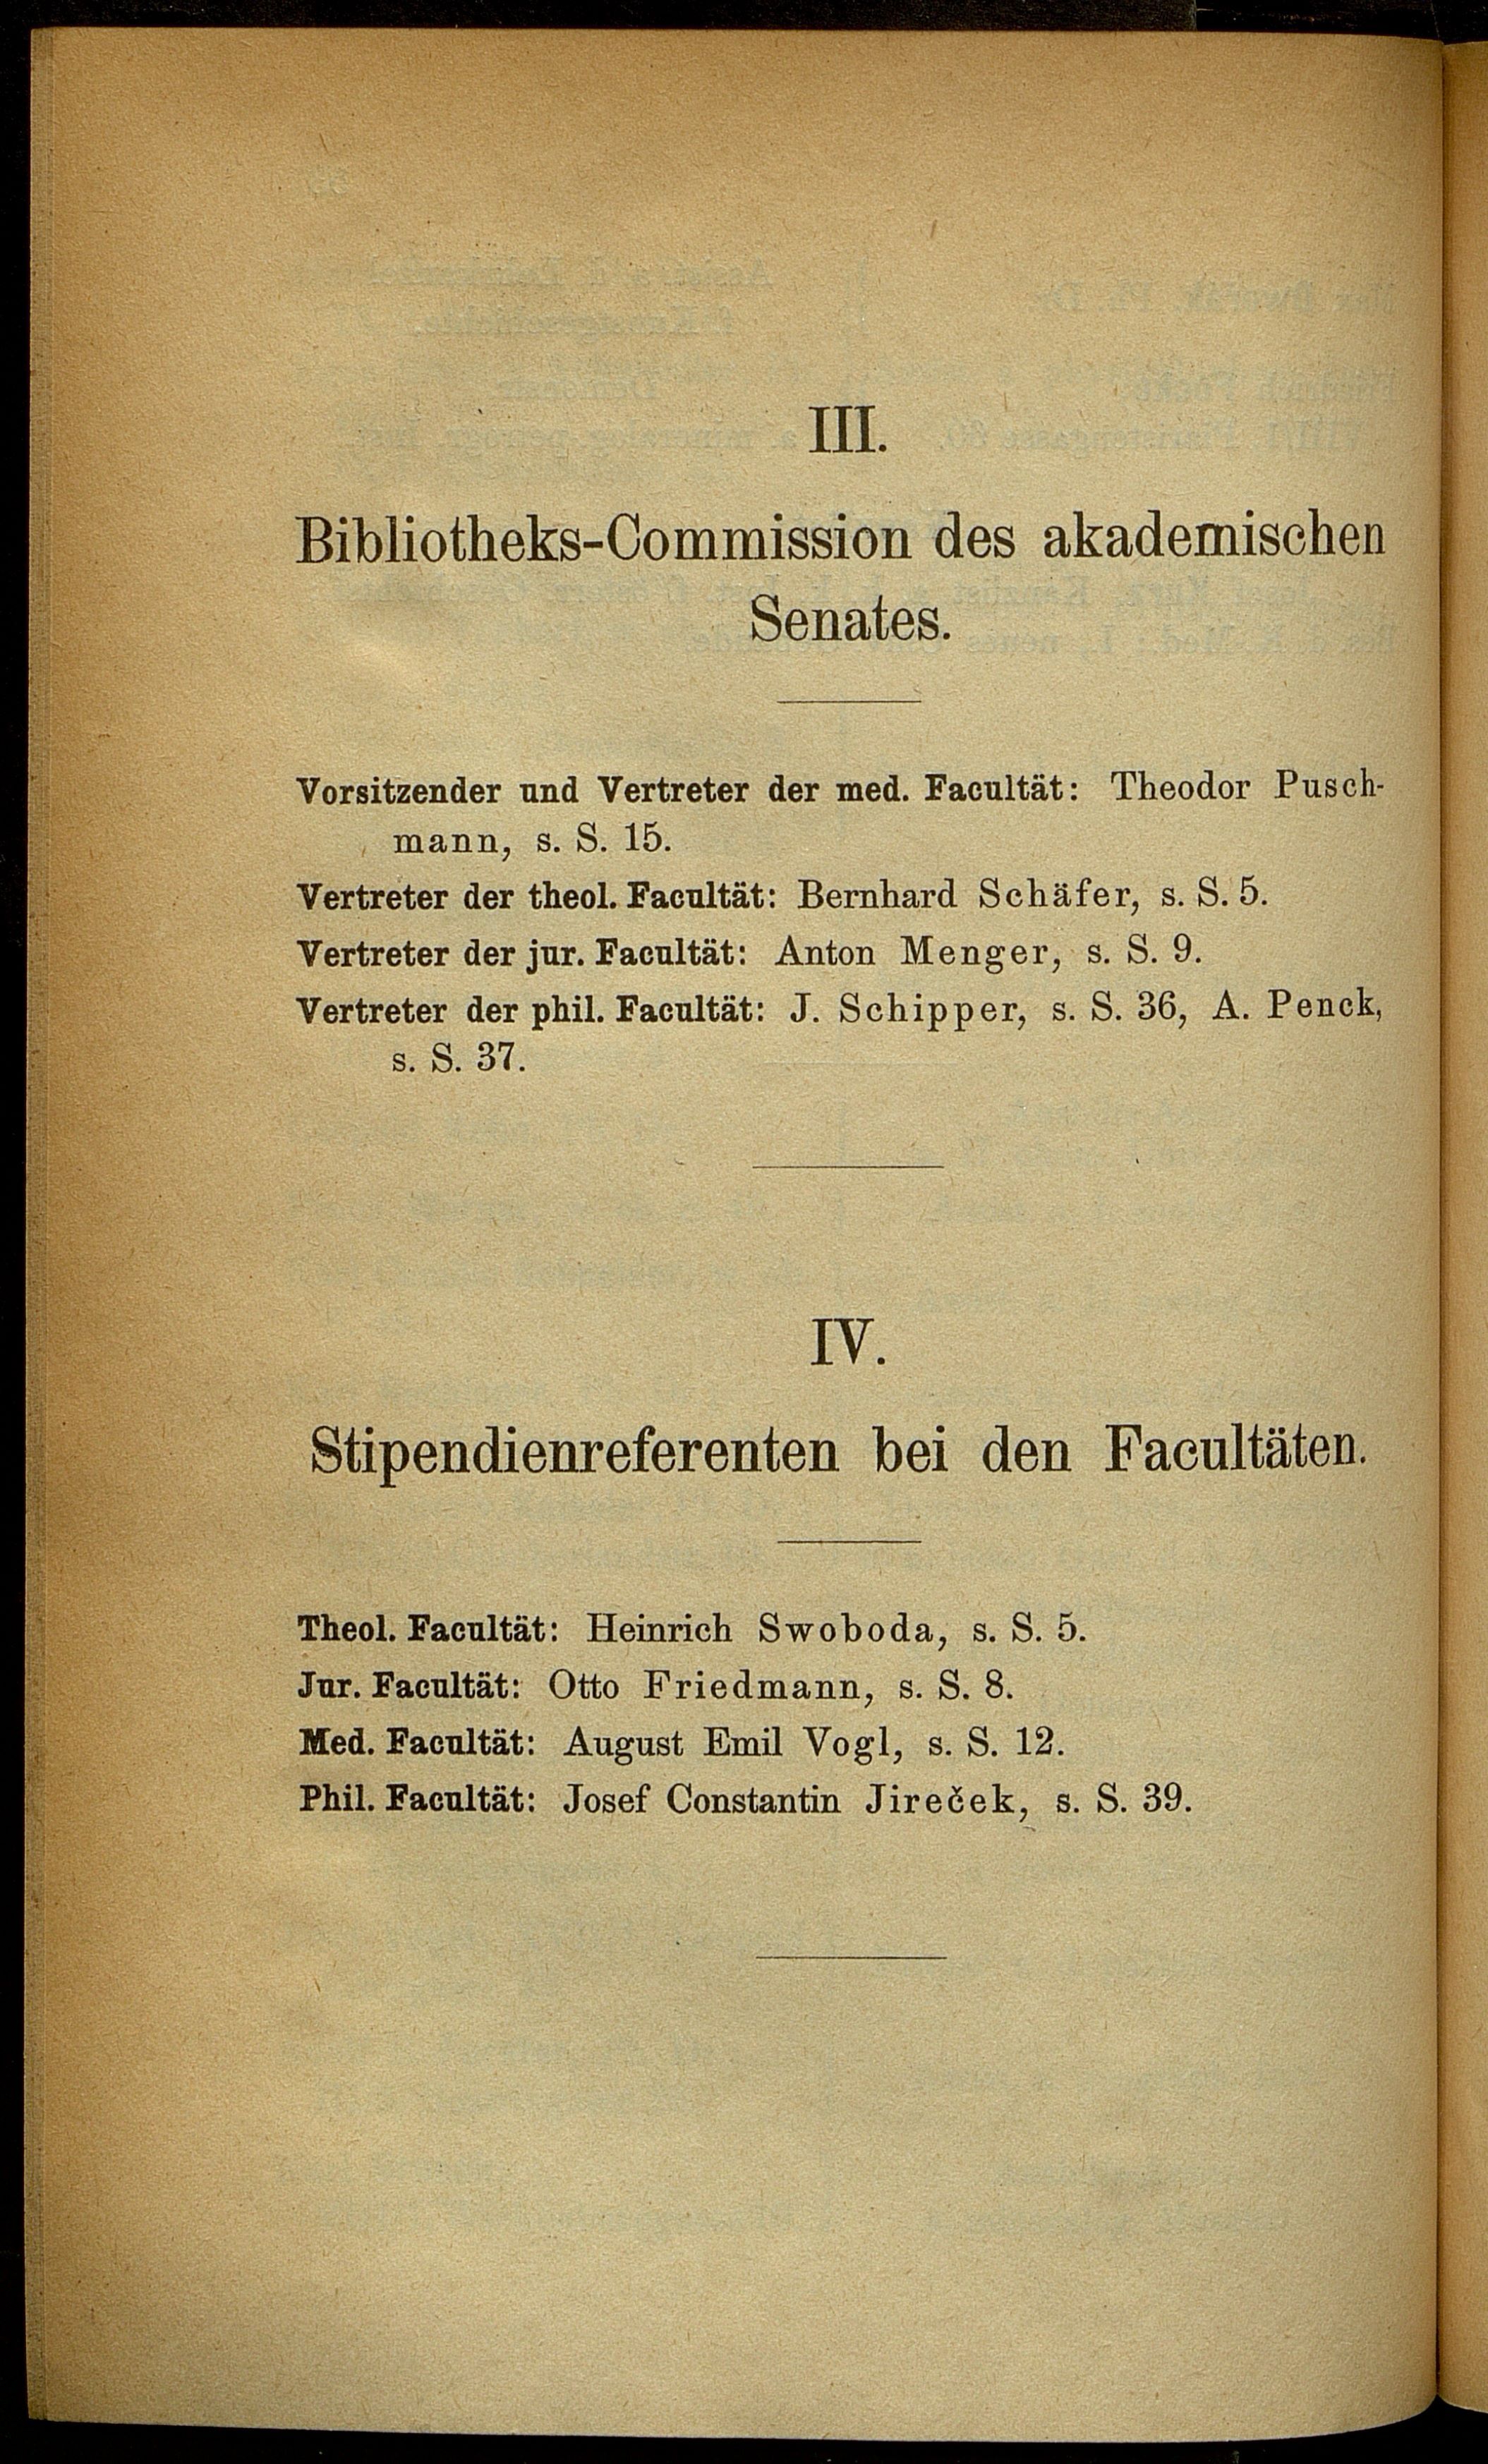 III.
Bibliotheks-Commission des akademischen
Senates.
Vorsitzender und Vertreter der med. Facultät: Theodor Pusch-
mann, s. S. 15.
Vertreter der theol. Facultät: Bernhard Schäfer, s. S. 5.
Vertreter der jur. Facultät: Anton Menger, s. S. 9.
Vertreter der phil. Facultät: J. Schipper, s. S. 36, A. Penck,
s. S. 37.
IV.
Stipendienreferenten bei den Facultäten.
Theol. Facultät: Heinrich Swoboda, s. S. 5.
Jur. Facultät: Otto Friedmann, s. S. 8.
Med. Facultät: August Emil Vogl, s. S. 12.
Phil. Facultät: Josef Constantin Jireček, s. S. 39.